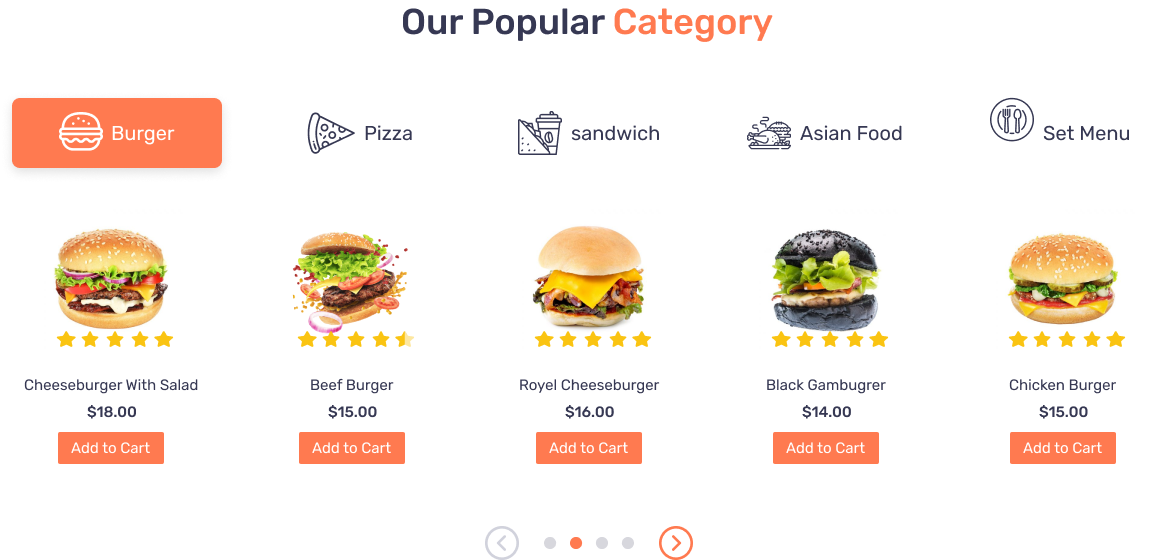 Our Popular Category
Burger
Pizza
sandwich
Asian Food
Set Menu
Cheeseburger With Salad
Beef Burger
Royel Cheeseburger
Black Gambugrer
Chicken Burger
$18.00
$15.00
$16.00
$14.00
$15.00
Add to Cart
Add to Cart
Add to Cart
Add to Cart
Add to Cart